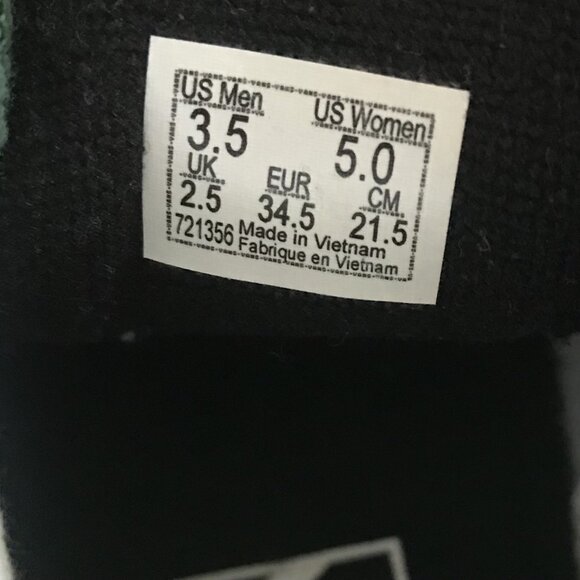 US Men US Women
3.5 5.0
UK EUR CM
2.5 34.5 21.5
721356 Made in Vietnam
Fabrique en Vietnam